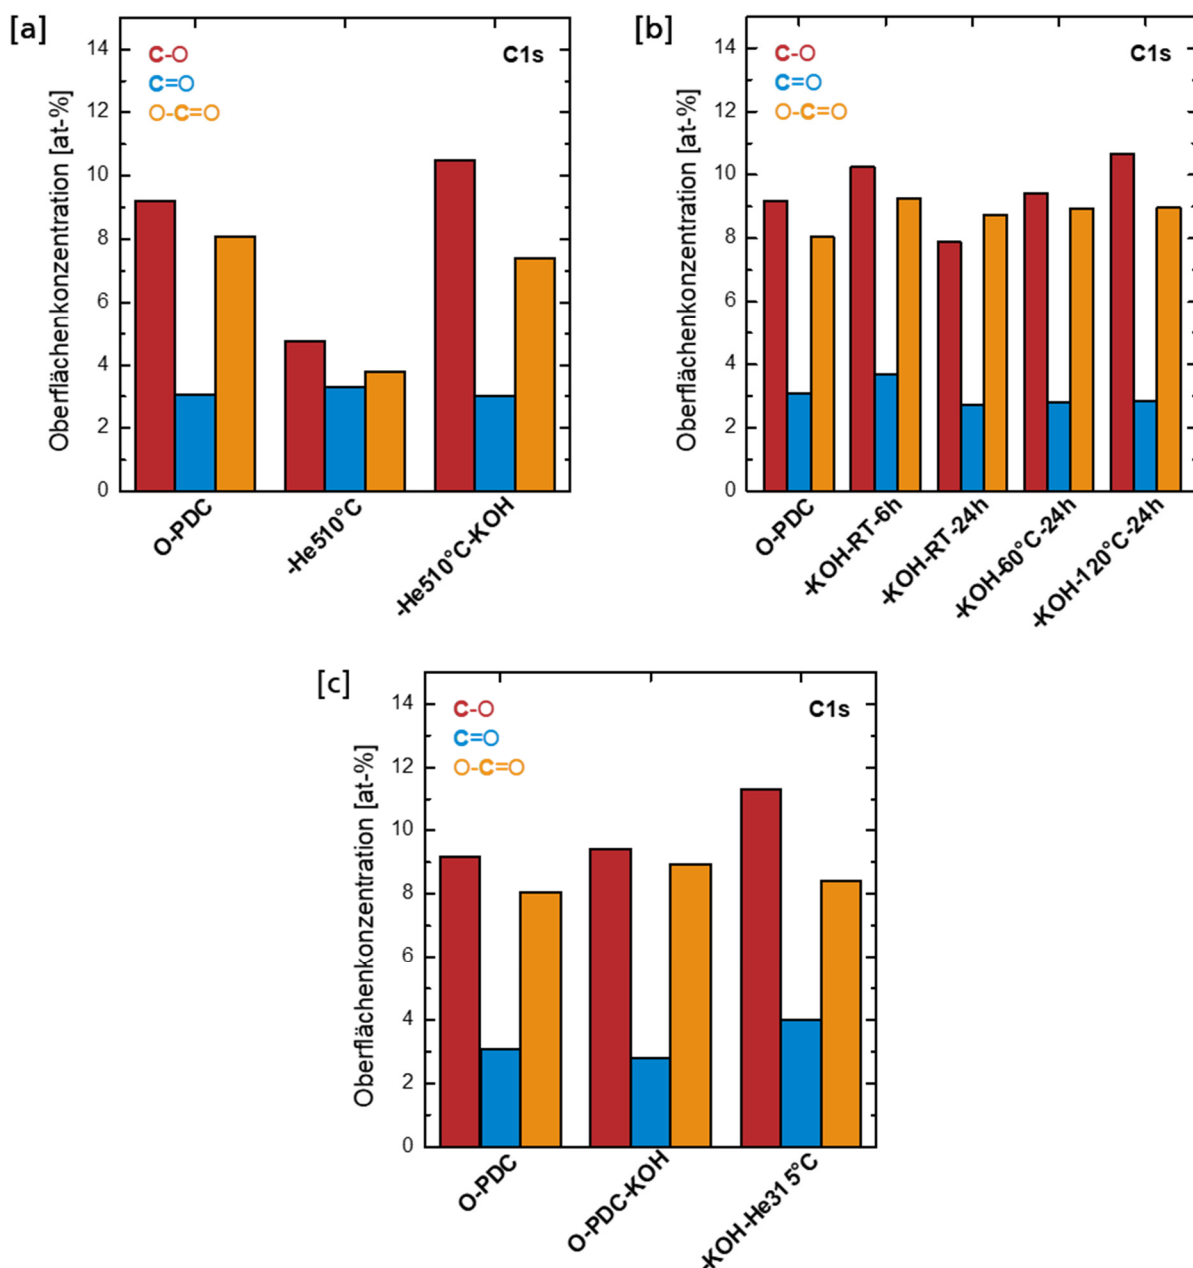 [a]
C-O
C=O
O-C=O
C1s
Oberflächenkonzentration [at-%]
14
12
10
8
6
4
2
0
O-PDC
-He510°C
-He510°C-KOH
[b]
C-O
C=O
O-C=O
C1s
Oberflächenkonzentration [at-%]
14
12
10
8
6
4
2
0
O-PDC
-KOH-RT-6h
-KOH-RT-24h
-KOH-60°C-24h
-KOH-120°C-24h
[c]
C-O
C=O
O-C=O
C1s
Oberflächenkonzentration [at-%]
14
12
10
8
6
4
2
0
O-PDC
O-PDC-KOH
-KOH-He315°C